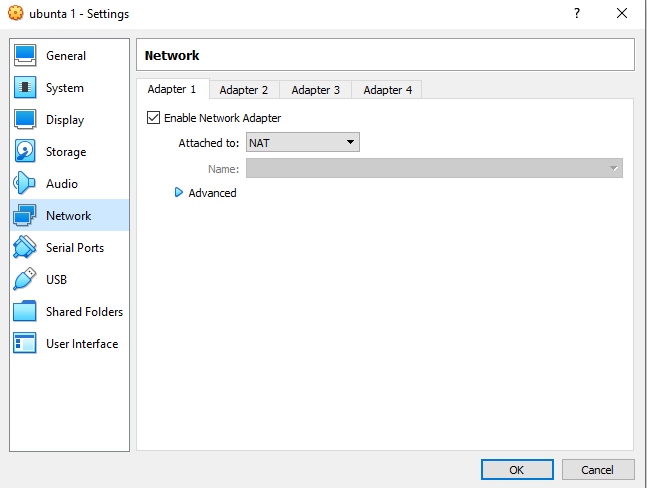 ubunta 1 - Settings
?
General
System
Display
Storage
Audio
Network
Serial Ports
USB
Shared Folders
User Interface
Network
Adapter 1 Adapter 2 Adapter 3 Adapter 4
Enable Network Adapter
Attached to: NAT
Name:
Advanced
OK Cancel